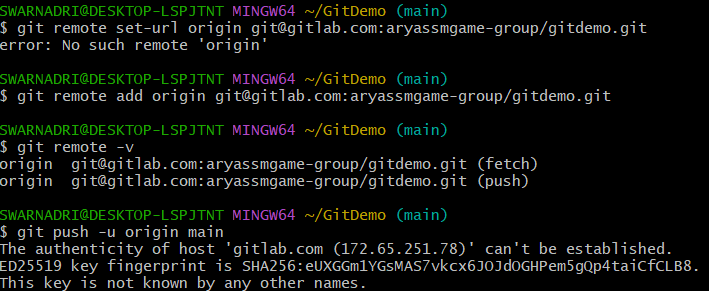 SWARNADRI@DESKTOP-LSPJTNT MINGW64 ~/GitDemo (main)
$ git remote set-url origin git@gitlab.com:aryassmgame-group/gitdemo.git
error: No such remote 'origin'
SWARNADRI@DESKTOP-LSPJTNT MINGW64 ~/GitDemo (main)
$ git remote add origin git@gitlab.com:aryassmgame-group/gitdemo.git
SWARNADRI@DESKTOP-LSPJTNT MINGW64 ~/GitDemo (main)
$ git remote -v
origin  git@gitlab.com:aryassmgame-group/gitdemo.git (fetch)
origin  git@gitlab.com:aryassmgame-group/gitdemo.git (push)
SWARNADRI@DESKTOP-LSPJTNT MINGW64 ~/GitDemo (main)
$ git push -u origin main
The authenticity of host 'gitlab.com (172.65.251.78)' can't be established.
ED25519 key fingerprint is SHA256:eUXGGm1YGsMAS7vkcx6JOJdOGHPem5gQp4taiCfCLB8.
This key is not known by any other names.